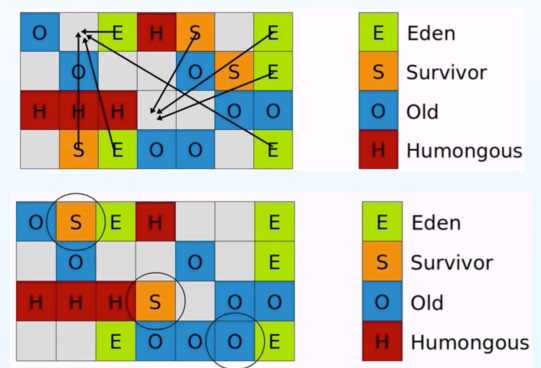 O E H S E Eden
O O S E Survivor
H H H O O Old
S E O O E Humongous
O S E H E Eden
O O E Survivor
H H H S O O Old
E O O O E Humongous
E
S
O
H
E
S
O
H